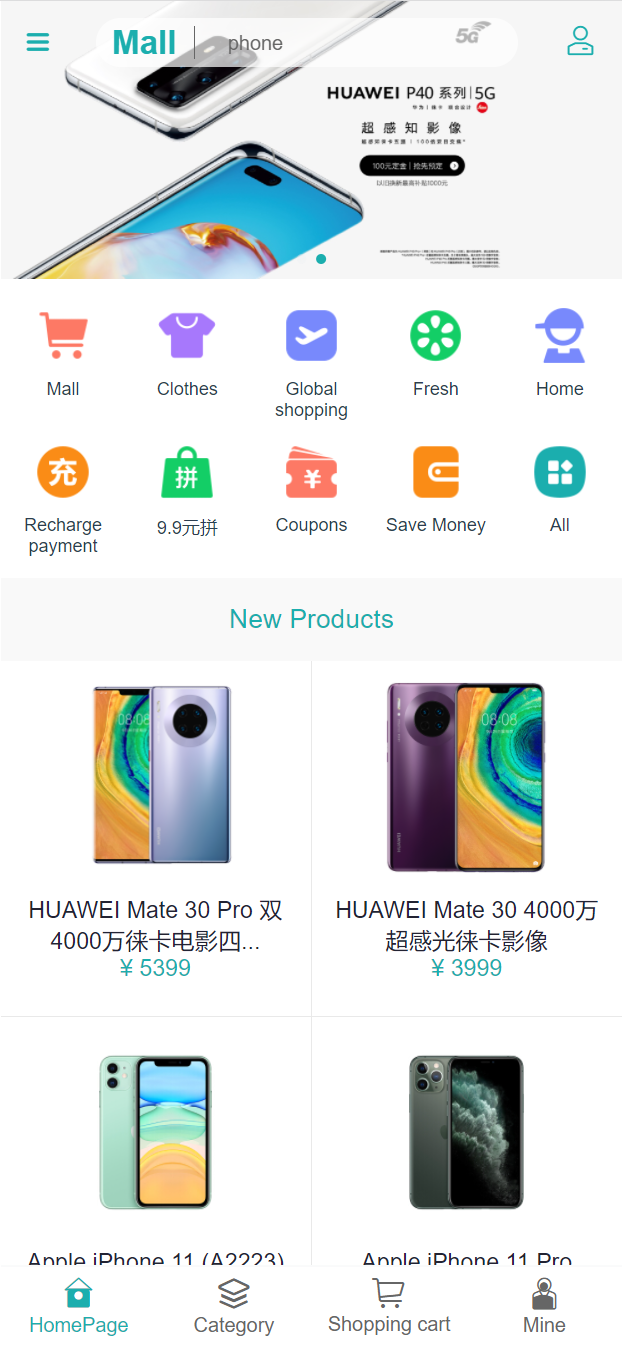 Mall
phone
5G
HUAWEI P40 系列|5G
超感知影像
100元定金 | 抢先预定
以旧换新最高补贴1000元
Mall
Clothes
Global
shopping
Fresh
Home
充
拼
¥
Recharge
payment
9.9元拼
Coupons
Save Money
All
New Products
08:08
08:08
HUAWEI Mate 30 Pro 双
4000万徕卡电影四...
¥ 5399
HUAWEI Mate 30 4000万
超感光徕卡影像
¥ 3999
Apple iPhone 11 (A2223)
Apple iPhone 11 Pro
HomePage
Category
Shopping cart
Mine